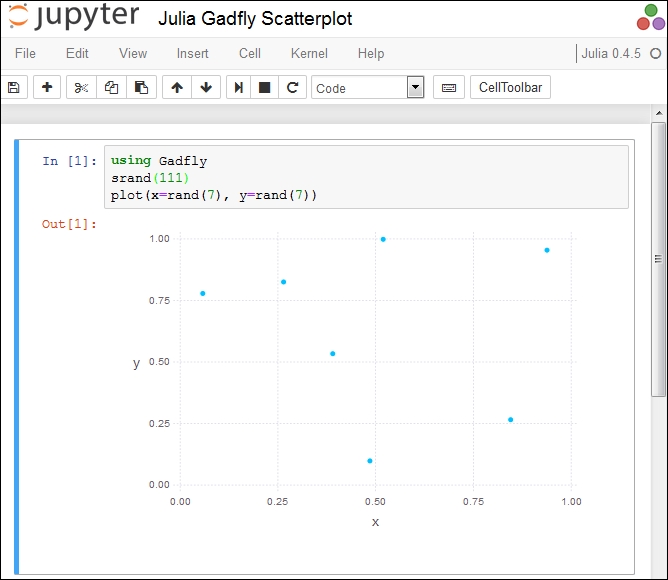 jupyter Julia Gadfly Scatterplot
File Edit View Insert Cell Kernel Help Julia 0.4.5
Code CellToolbar
In [1]: using Gadfly
srand(111)
plot(x=rand(7), y=rand(7))
Out[1]:
1.00
0.75
y 0.50
0.25
0.00
0.00 0.25 0.50 0.75 1.00
x